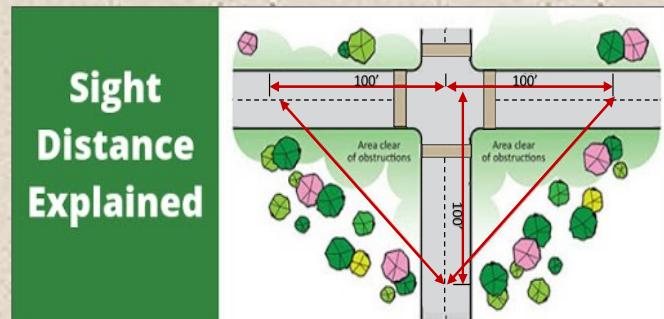 Sight
Distance
Explained
100'
100'
Area clear
of obstructions
Area clear
of obstructions
100'